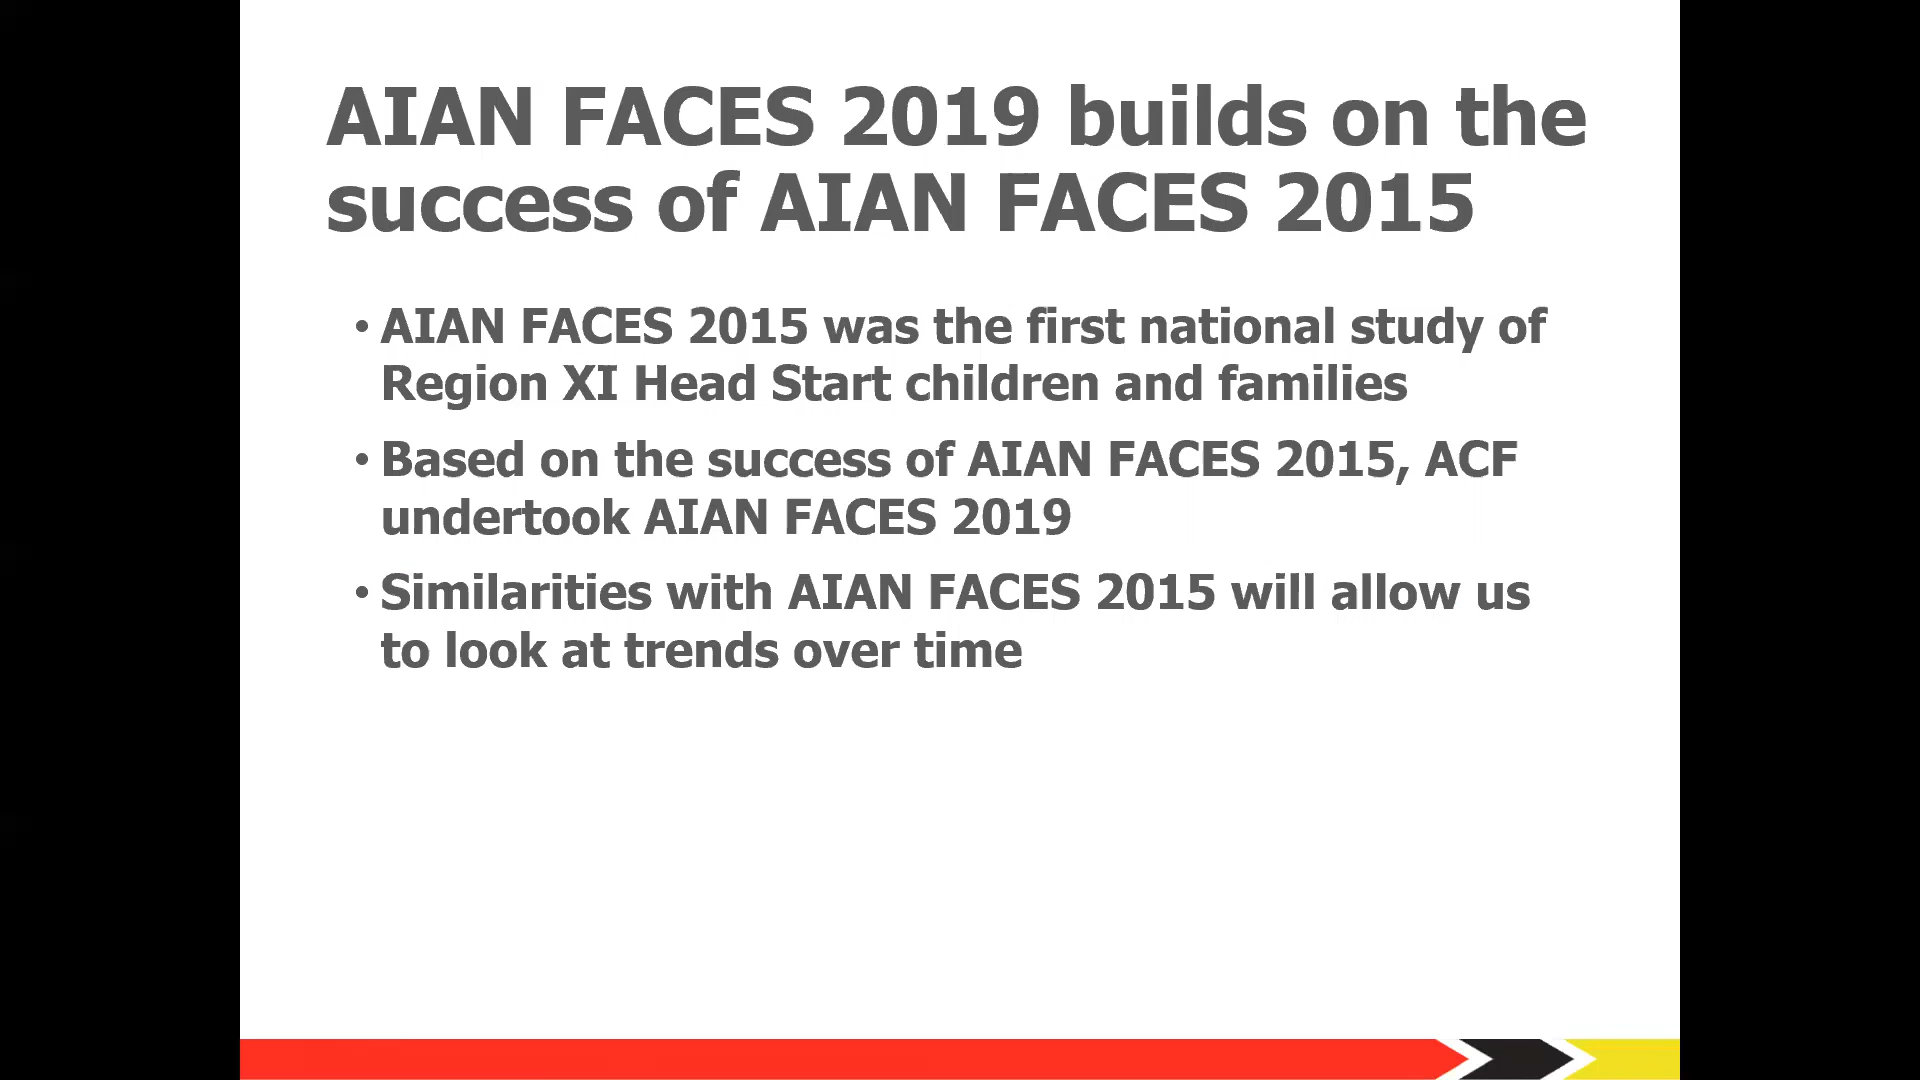 AIAN FACES 2019 builds on the
success of AIAN FACES 2015
• AIAN FACES 2015 was the first national study of
Region XI Head Start children and families
• Based on the success of AIAN FACES 2015, ACF
undertook AIAN FACES 2019
• Similarities with AIAN FACES 2015 will allow us
to look at trends over time